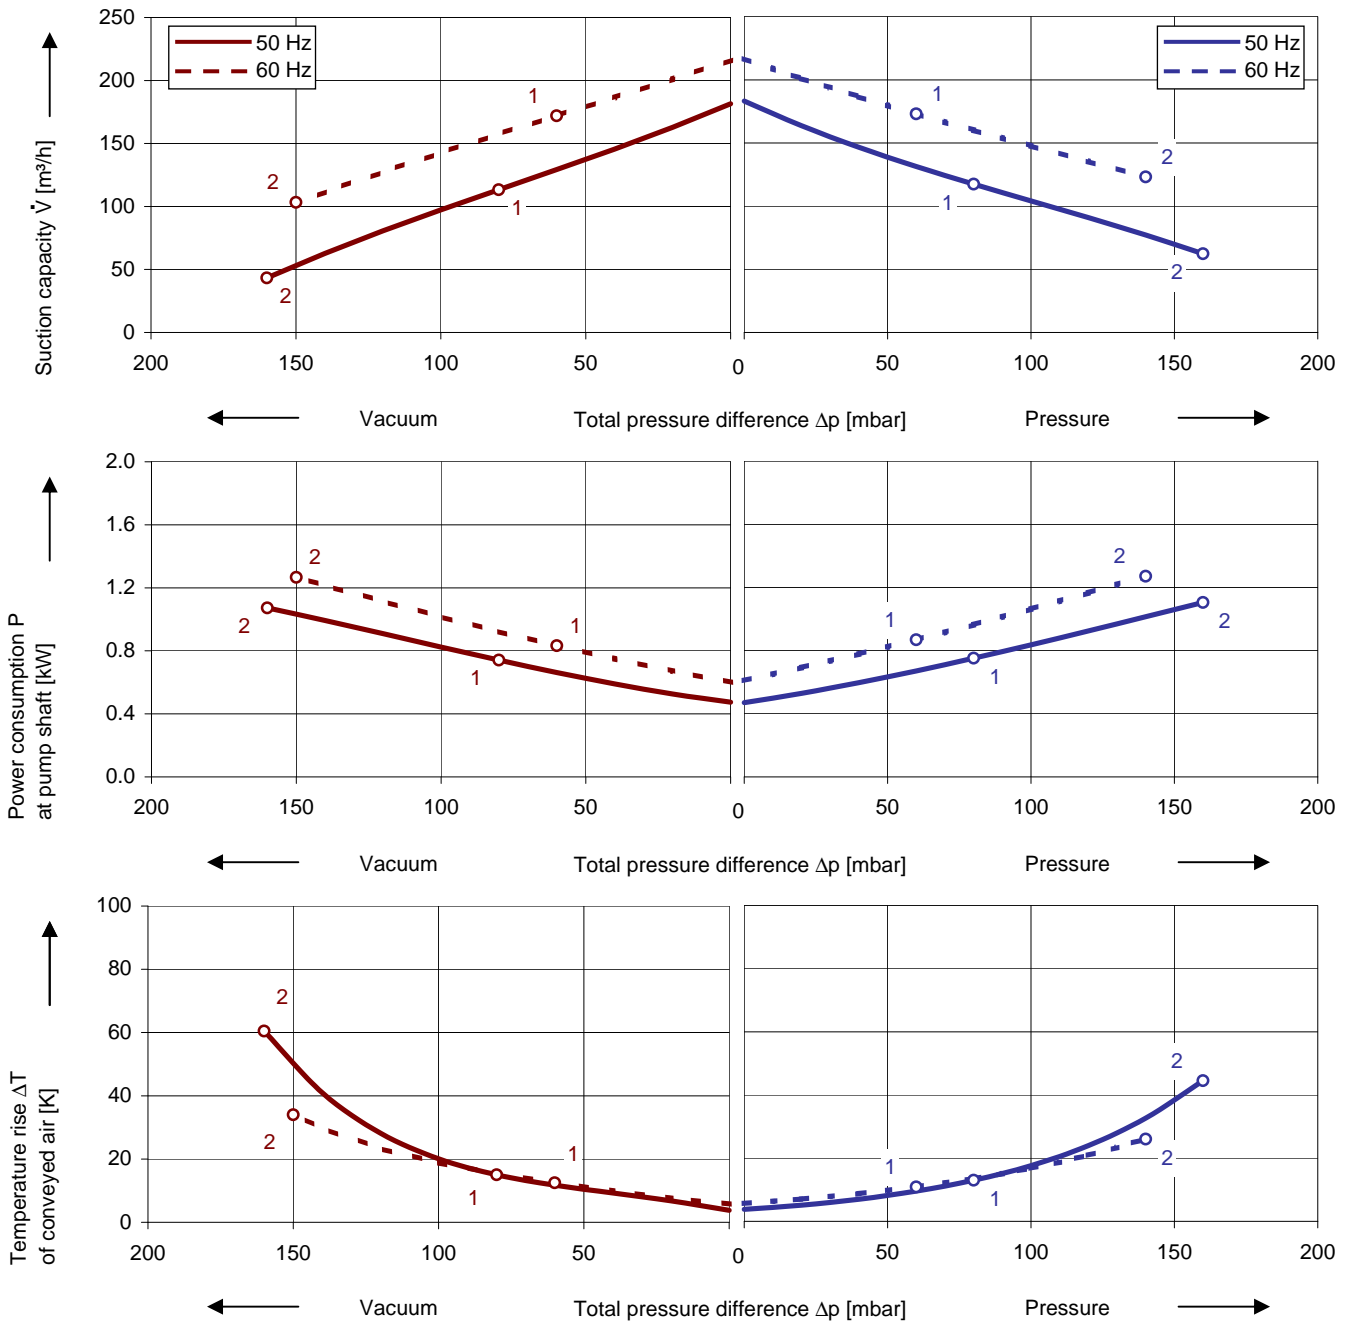 Suction capacity V̇ [m³/h]
250
200
150
100
50
0
50 Hz
60 Hz
50 Hz
60 Hz
1
2
1
2
1
2
1
2
200 150 100 50 0 50 100 150 200
Vacuum Total pressure difference Δp [mbar] Pressure
Power consumption P
at pump shaft [kW]
2.0
1.6
1.2
0.8
0.4
0.0
2
1
2
1
2
1
1
2
200 150 100 50 0 50 100 150 200
Vacuum Total pressure difference Δp [mbar] Pressure
Temperature rise ΔT
of conveyed air [K]
100
80
60
40
20
0
2
2
1
1
2
1
2
1
200 150 100 50 0 50 100 150 200
Vacuum Total pressure difference Δp [mbar] Pressure